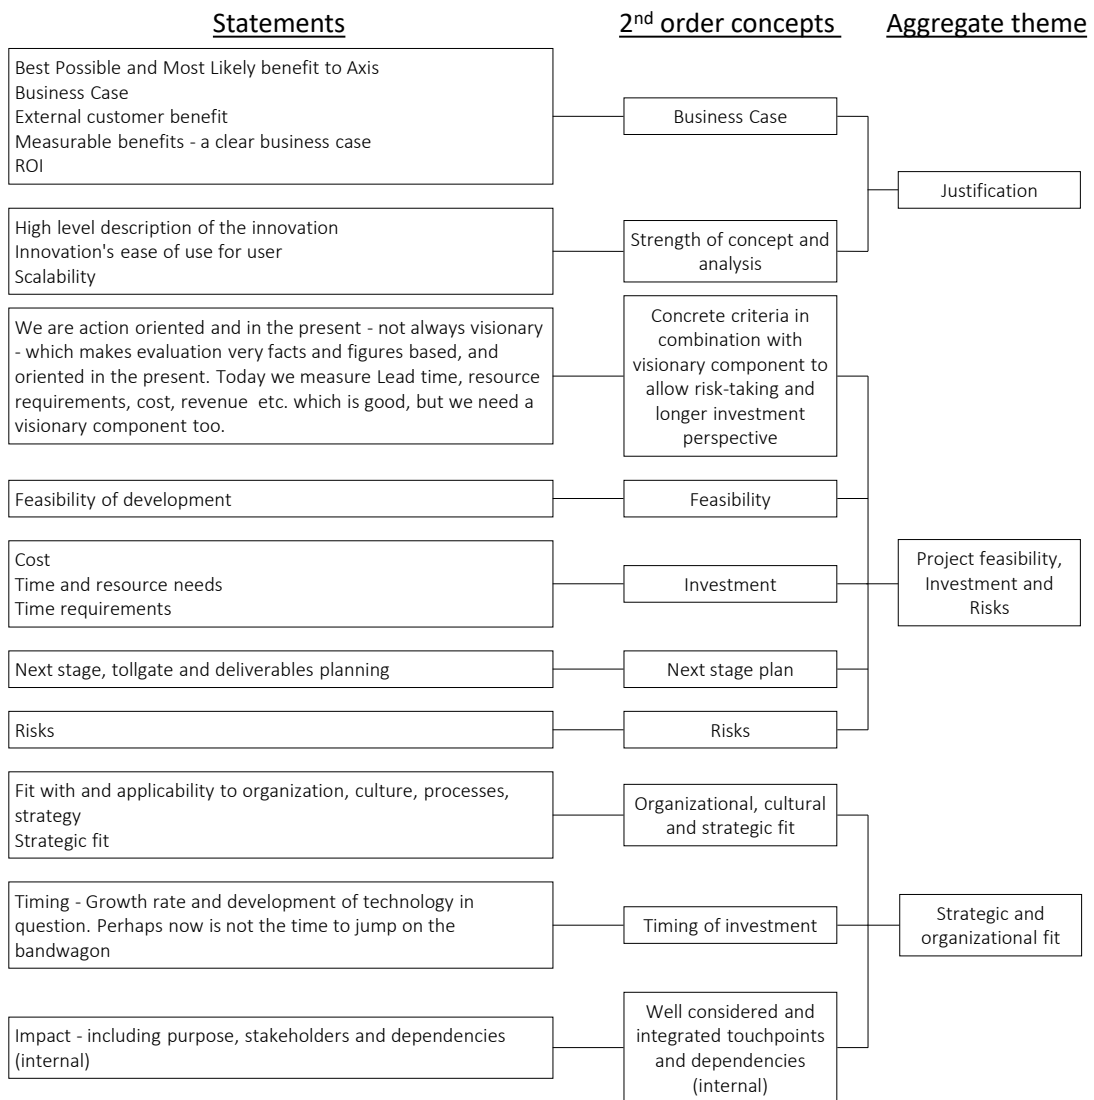 Statements
2nd order concepts
Aggregate theme
Best Possible and Most Likely benefit to Axis
Business Case
External customer benefit
Measurable benefits - a clear business case
ROI
Business Case
Justification
High level description of the innovation
Innovation's ease of use for user
Scalability
Strength of concept and
analysis
We are action oriented and in the present - not always visionary
- which makes evaluation very facts and figures based, and
oriented in the present. Today we measure Lead time, resource
requirements, cost, revenue etc. which is good, but we need a
visionary component too.
Concrete criteria in
combination with
visionary component to
allow risk-taking and
longer investment
perspective
Feasibility of development
Feasibility
Cost
Time and resource needs
Time requirements
Investment
Project feasibility,
Investment and
Risks
Next stage, tollgate and deliverables planning
Next stage plan
Risks
Risks
Fit with and applicability to organization, culture, processes,
strategy
Strategic fit
Organizational, cultural
and strategic fit
Timing - Growth rate and development of technology in
question. Perhaps now is not the time to jump on the
bandwagon
Timing of investment
Strategic and
organizational fit
Impact - including purpose, stakeholders and dependencies
(internal)
Well considered and
integrated touchpoints
and dependencies
(internal)